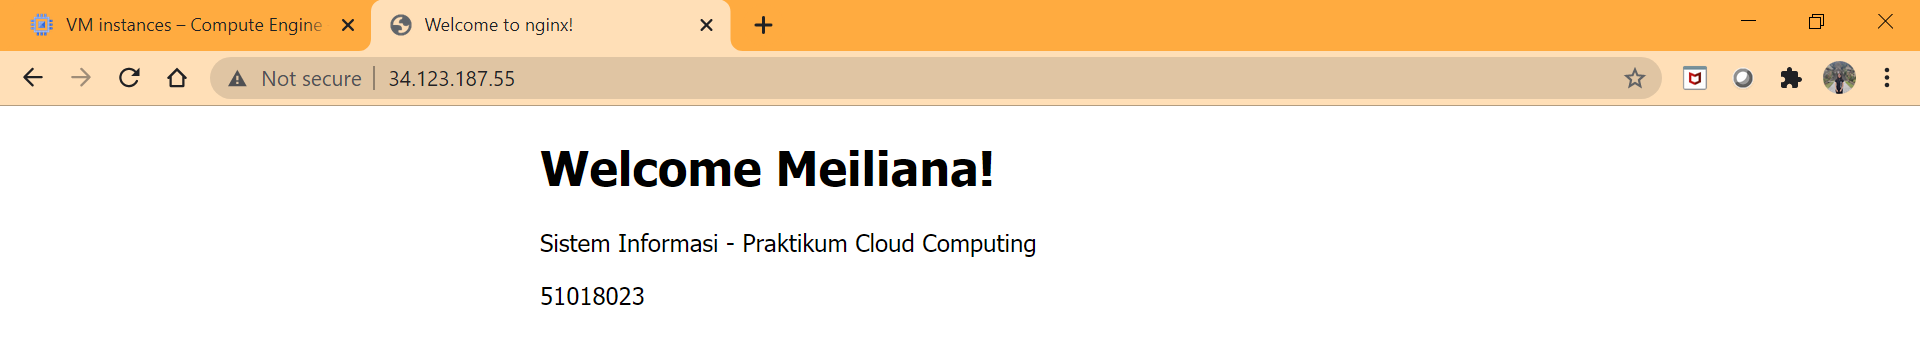 VM instances – Compute Engine
Welcome to nginx!
Not secure
34.123.187.55
Welcome Meiliana!
Sistem Informasi - Praktikum Cloud Computing
51018023